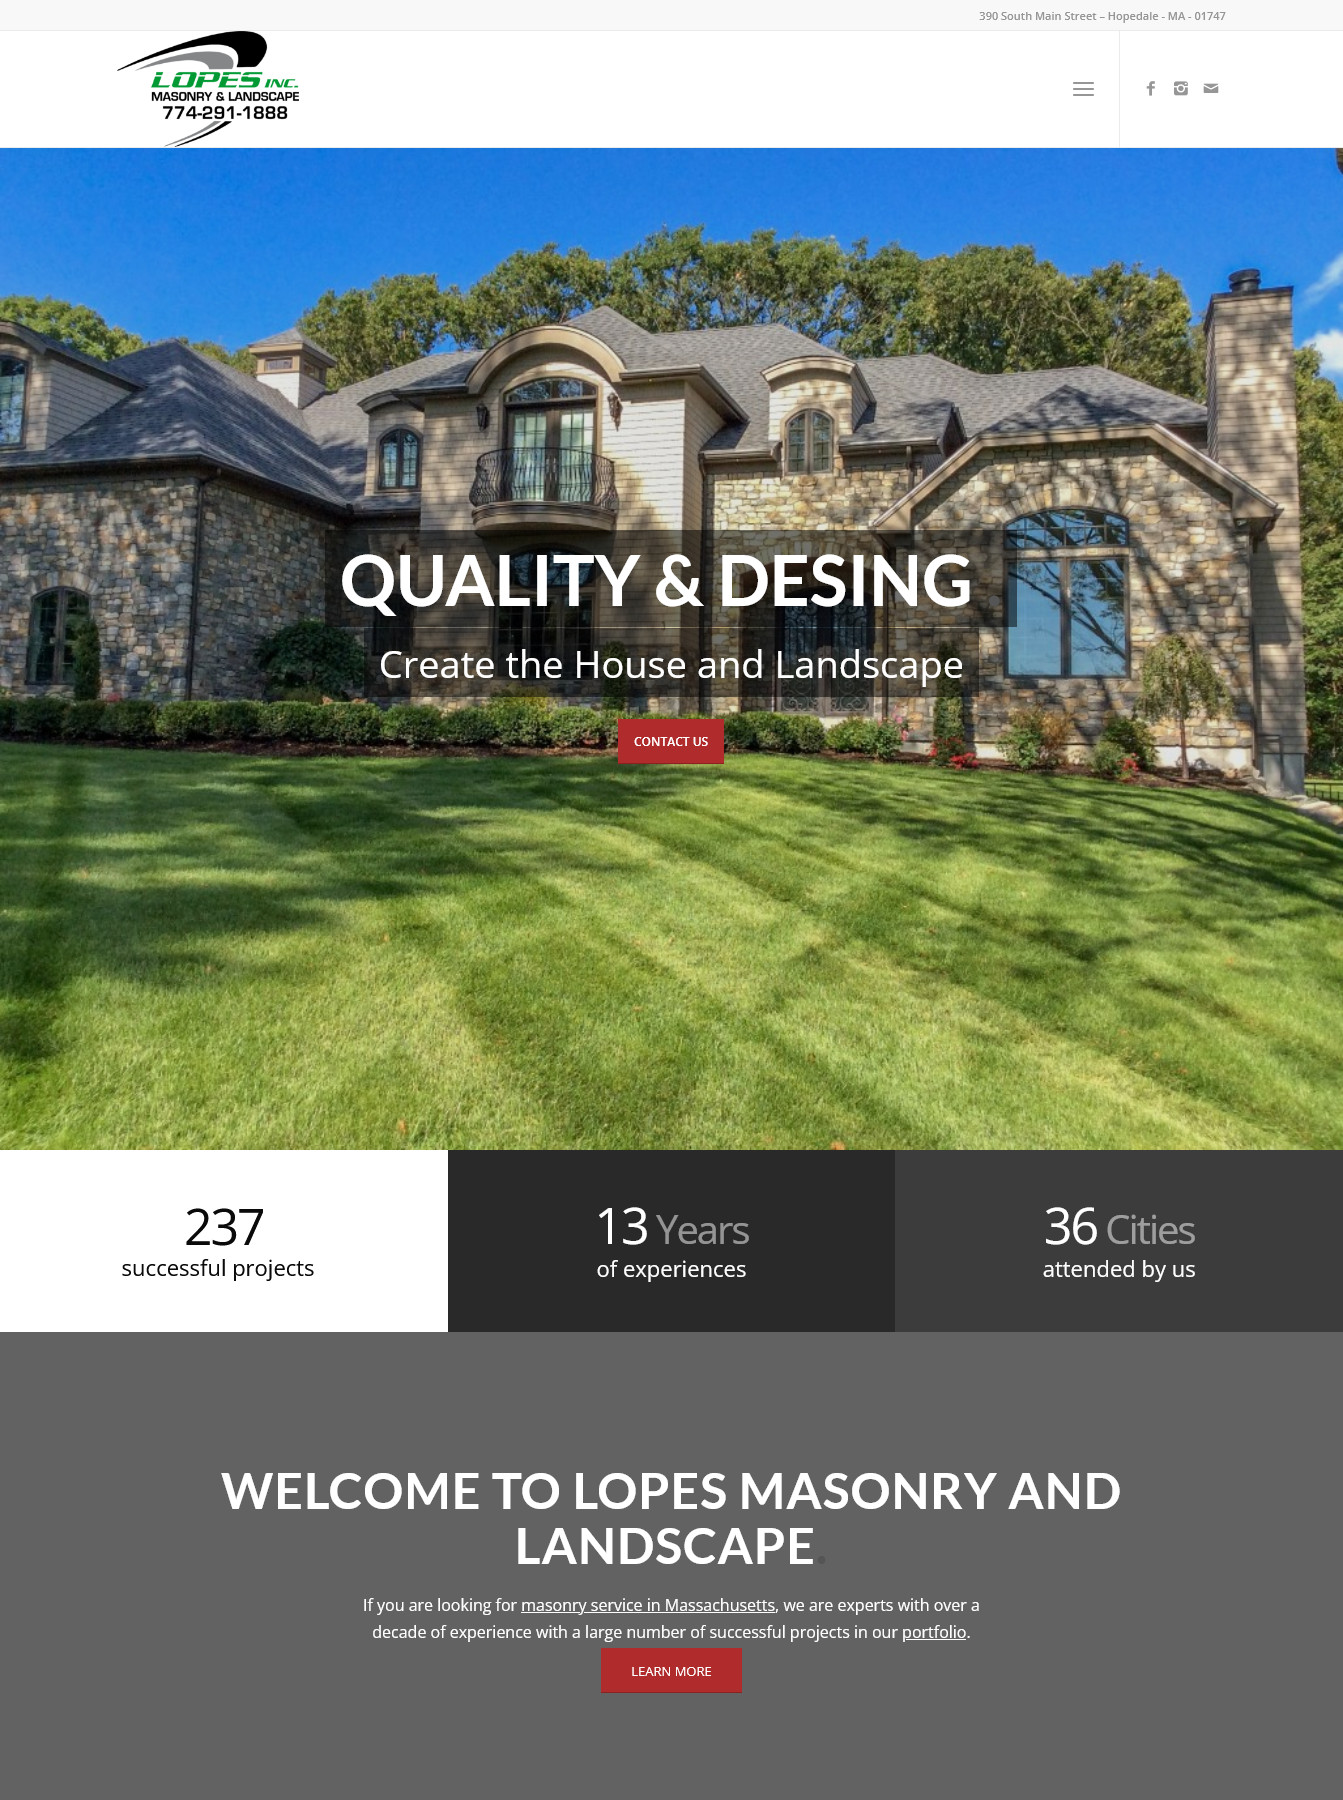 390 South Main Street – Hopedale - MA - 01747
LOPES INC.
MASONRY & LANDSCAPE
774-291-1888
QUALITY & DESING
Create the House and Landscape
CONTACT US
237
successful projects
13 Years
of experiences
36 Cities
attended by us
WELCOME TO LOPES MASONRY AND
LANDSCAPE.
If you are looking for masonry service in Massachusetts, we are experts with over a
decade of experience with a large number of successful projects in our portfolio.
LEARN MORE